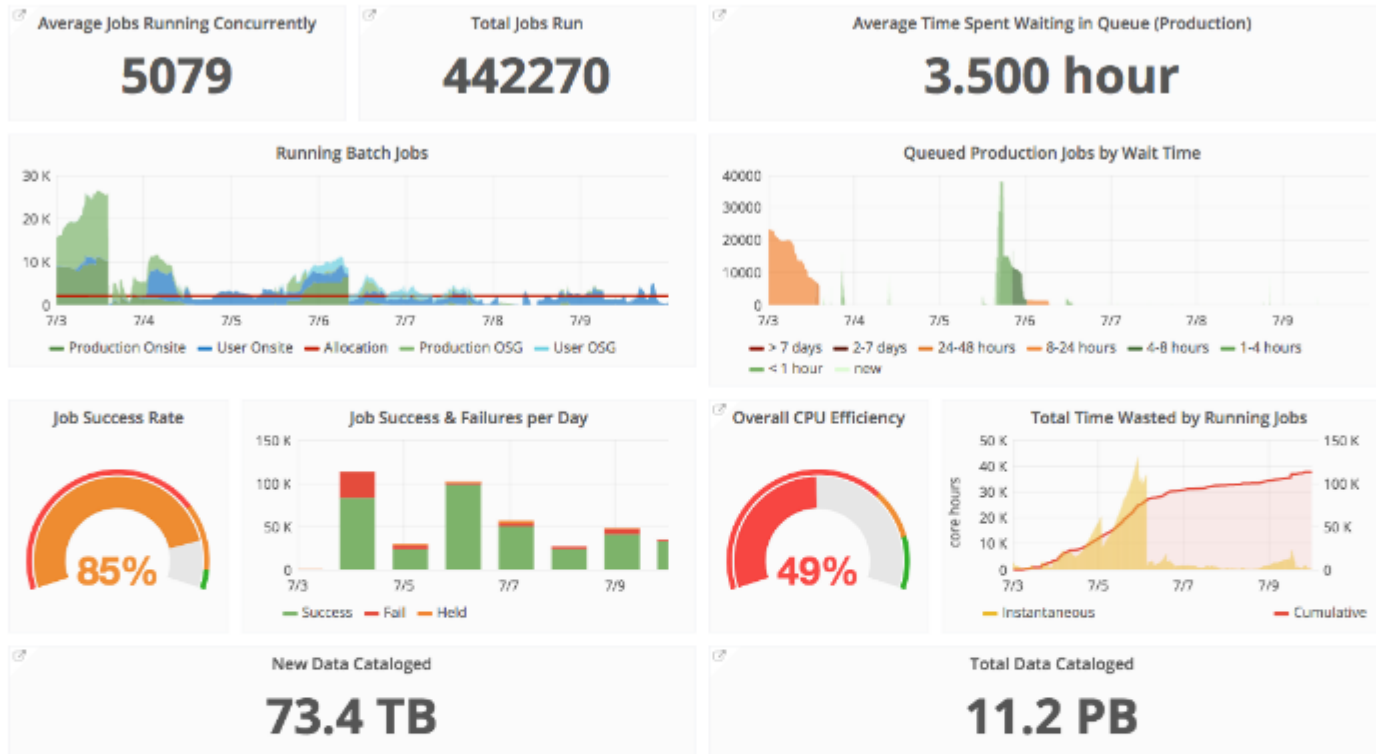 Average Jobs Running Concurrently
5079
Total Jobs Run
442270
Average Time Spent Waiting in Queue (Production)
3.500 hour
Running Batch Jobs
30 K
20 K
10 K
0
7/3 7/4 7/5 7/6 7/7 7/8 7/9
Production Onsite User Onsite Allocation Production OSG User OSG
Queued Production Jobs by Wait Time
40000
30000
20000
10000
0
7/3 7/4 7/5 7/6 7/7 7/8 7/9
> 7 days 2-7 days 24-48 hours 8-24 hours 4-8 hours 1-4 hours
< 1 hour new
Job Success Rate
85%
Job Success & Failures per Day
150 K
100 K
50 K
0
7/3 7/5 7/7 7/9
Success Fail Held
Overall CPU Efficiency
49%
Total Time Wasted by Running Jobs
core hours
50 K
40 K
30 K
20 K
10 K
0
150 K
100 K
50 K
0
7/3 7/5 7/7 7/9
Instantaneous Cumulative
New Data Cataloged
73.4 TB
Total Data Cataloged
11.2 PB